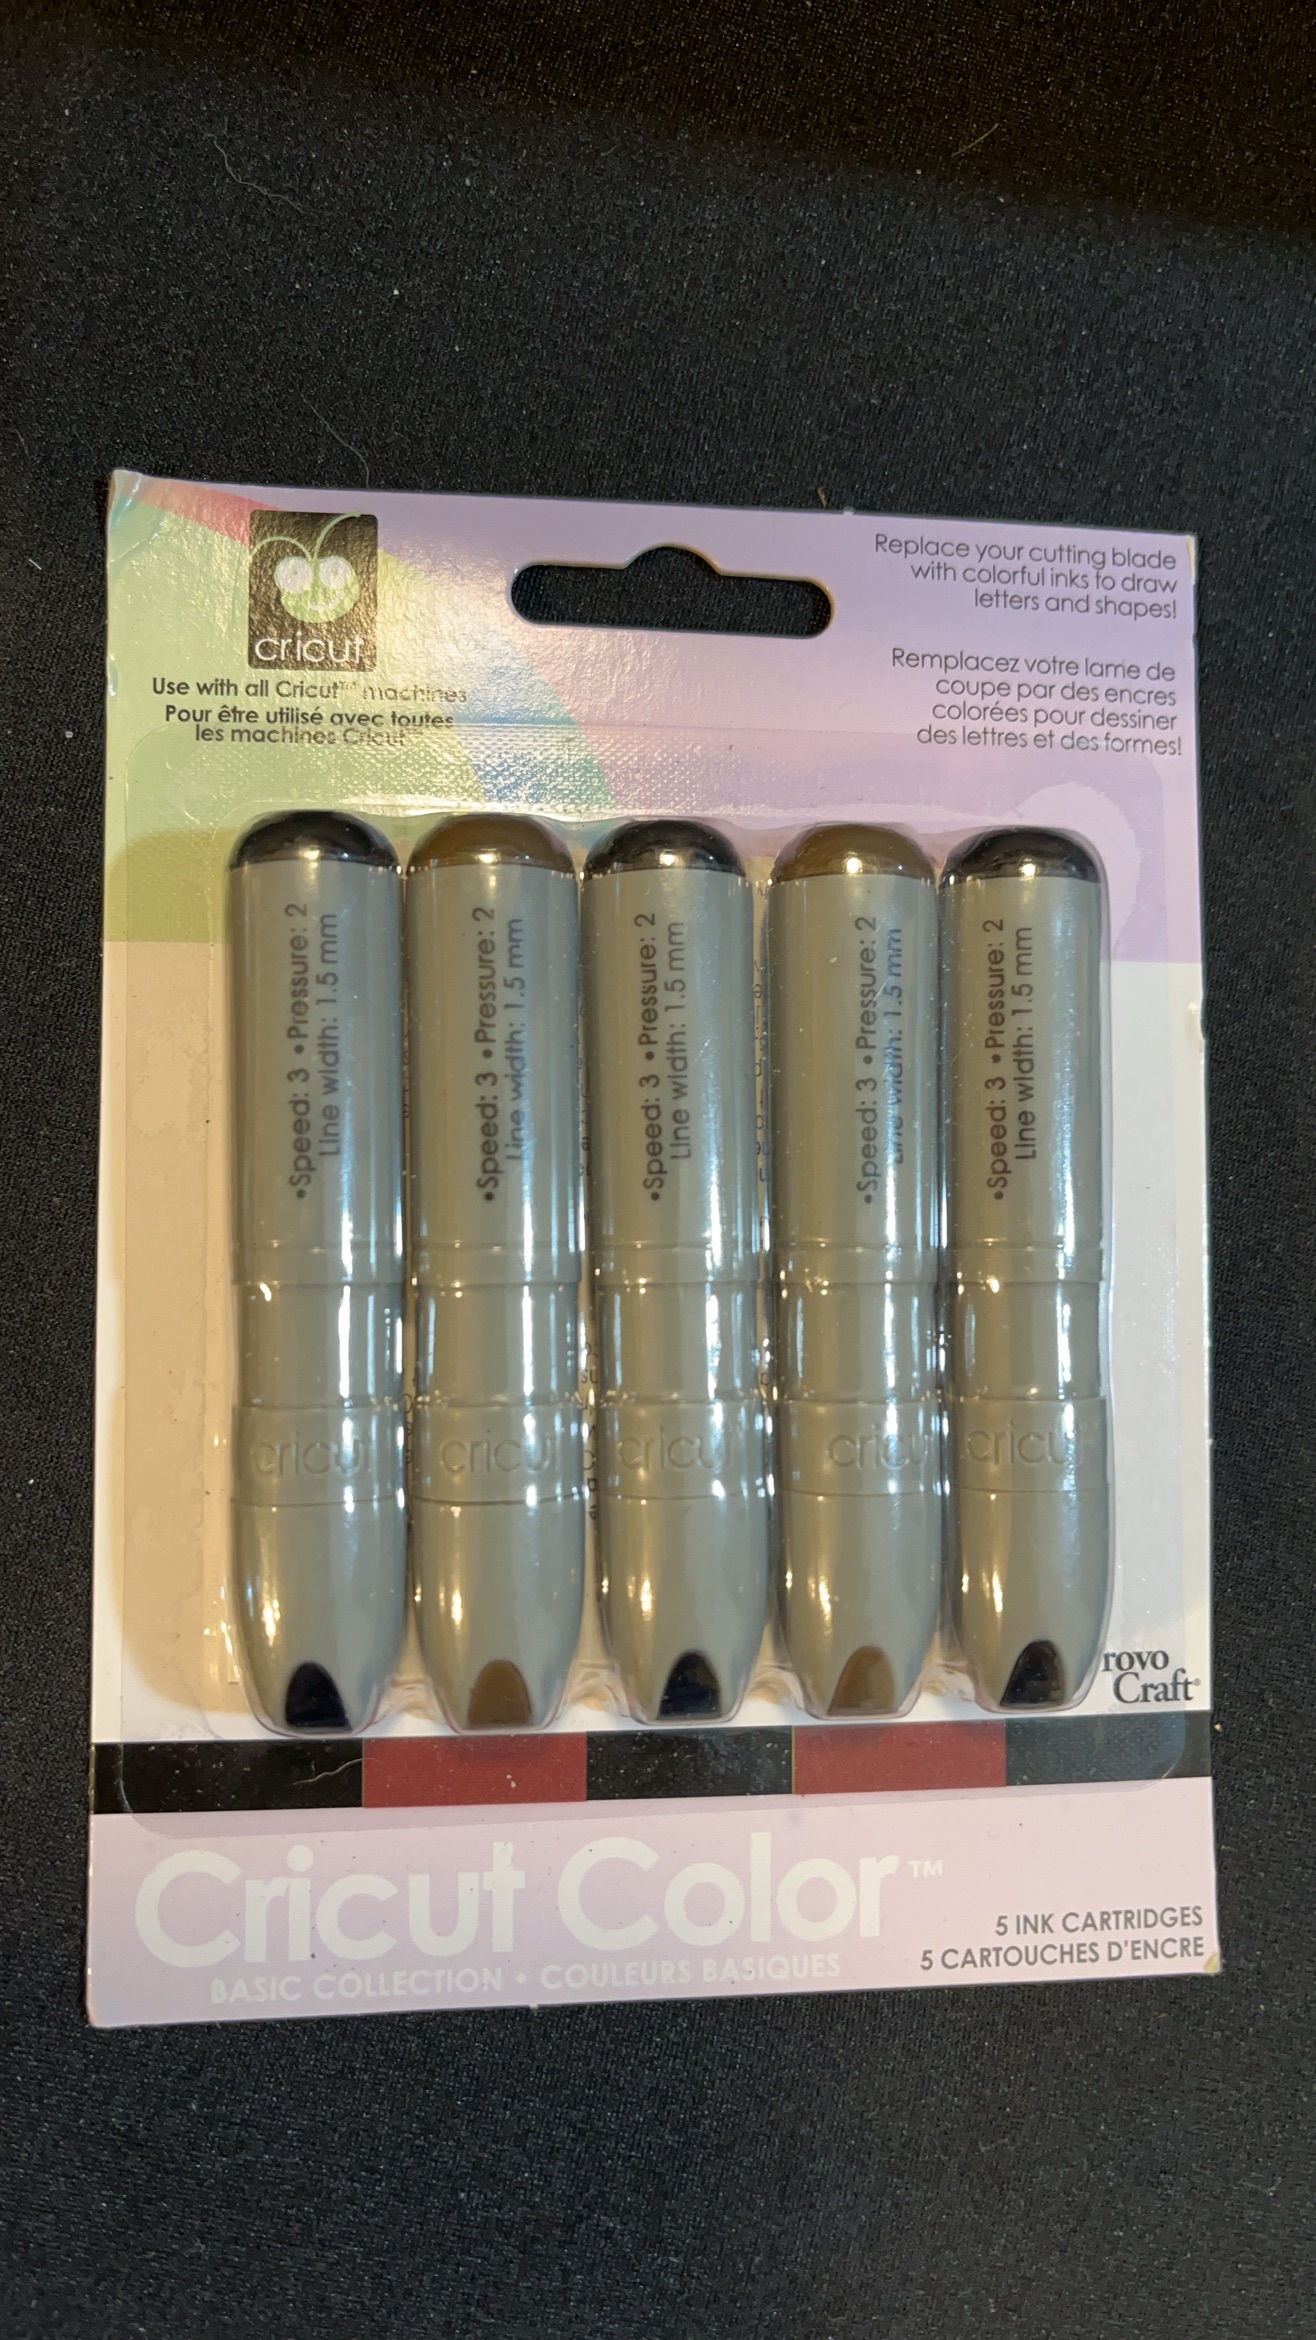 cricut
Use with all Cricut™ machines
Pour être utilisé avec toutes
les machines Cricut™
Replace your cutting blade
with colorful inks to draw
letters and shapes!
Remplacez votre lame de
coupe par des encres
colorées pour dessiner
des lettres et des formes!
•Speed: 3 •Pressure: 2
Line width: 1.5 mm
•Speed: 3 •Pressure: 2
Line width: 1.5 mm
•Speed: 3 •Pressure: 2
Line width: 1.5 mm
•Speed: 3 •Pressure: 2
Line width: 1.5 mm
•Speed: 3 •Pressure: 2
Line width: 1.5 mm
cricut
cricut
cricut
cricu
cricu
rovo
Craft®
Cricut Color™
BASIC COLLECTION • COULEURS BASIQUES
5 INK CARTRIDGES
5 CARTOUCHES D'ENCRE